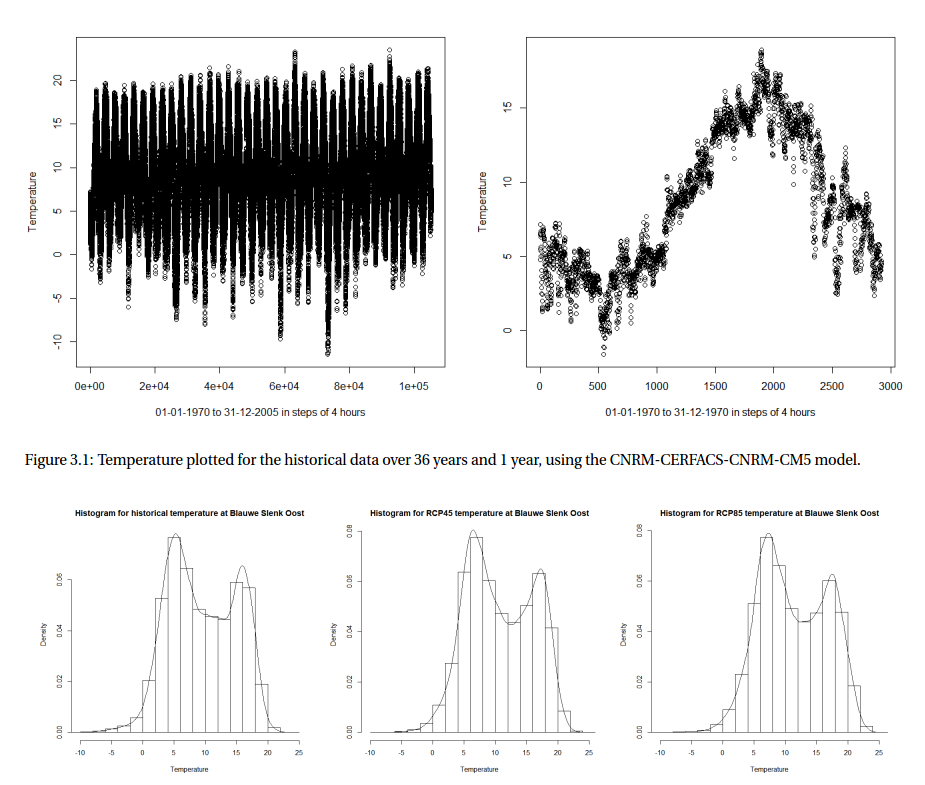 Temperature
20
15
10
5
0
-5
-10
0e+00 2e+04 4e+04 6e+04 8e+04 1e+05
01-01-1970 to 31-12-2005 in steps of 4 hours
Temperature
15
10
5
0
0 500 1000 1500 2000 2500 3000
01-01-1970 to 31-12-1970 in steps of 4 hours
Figure 3.1: Temperature plotted for the historical data over 36 years and 1 year, using the CNRM-CERFACS-CNRM-CM5 model.
Histogram for historical temperature at Blauwe Slenk Oost
Density
0.06
0.04
0.02
0.00
-10 -5 0 5 10 15 20 25
Temperature
Histogram for RCP45 temperature at Blauwe Slenk Oost
Density
0.08
0.06
0.04
0.02
0.00
-10 -5 0 5 10 15 20 25
Temperature
Histogram for RCP85 temperature at Blauwe Slenk Oost
Density
0.08
0.06
0.04
0.02
0.00
-10 -5 0 5 10 15 20 25
Temperature